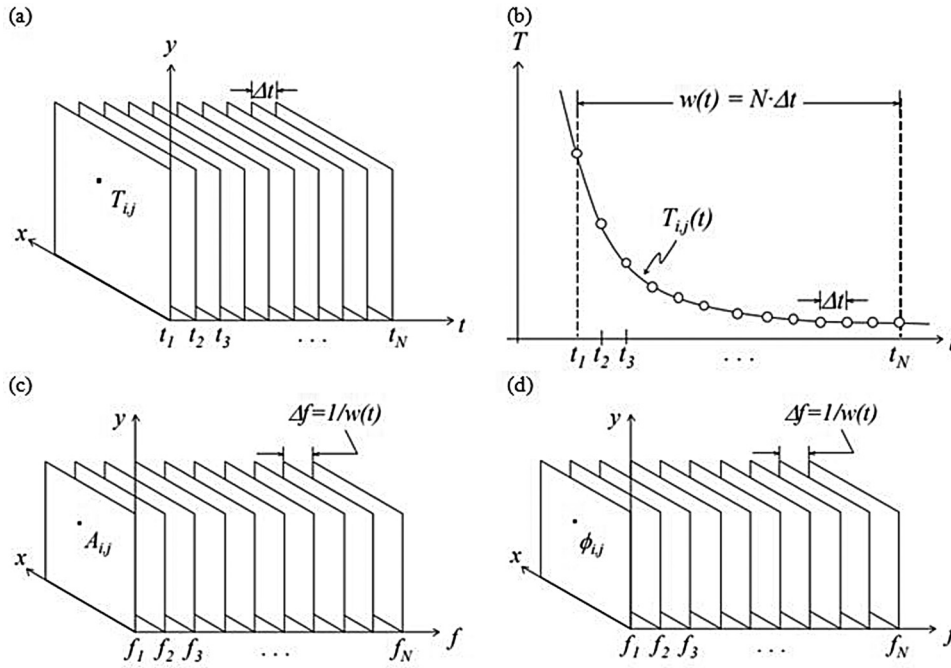 (a)
y
Δt
T_{i,j}
x
t_1 t_2 t_3 . . . t_N t
(b)
T
w(t) = N·Δt
T_{i,j}(t)
Δt
t_1 t_2 t_3 . . . t_N t
(c)
y
Δf=1/w(t)
A_{i,j}
x
f_1 f_2 f_3 . . . f_N f
(d)
y
Δf=1/w(t)
ϕ_{i,j}
x
f_1 f_2 f_3 . . . f_N f